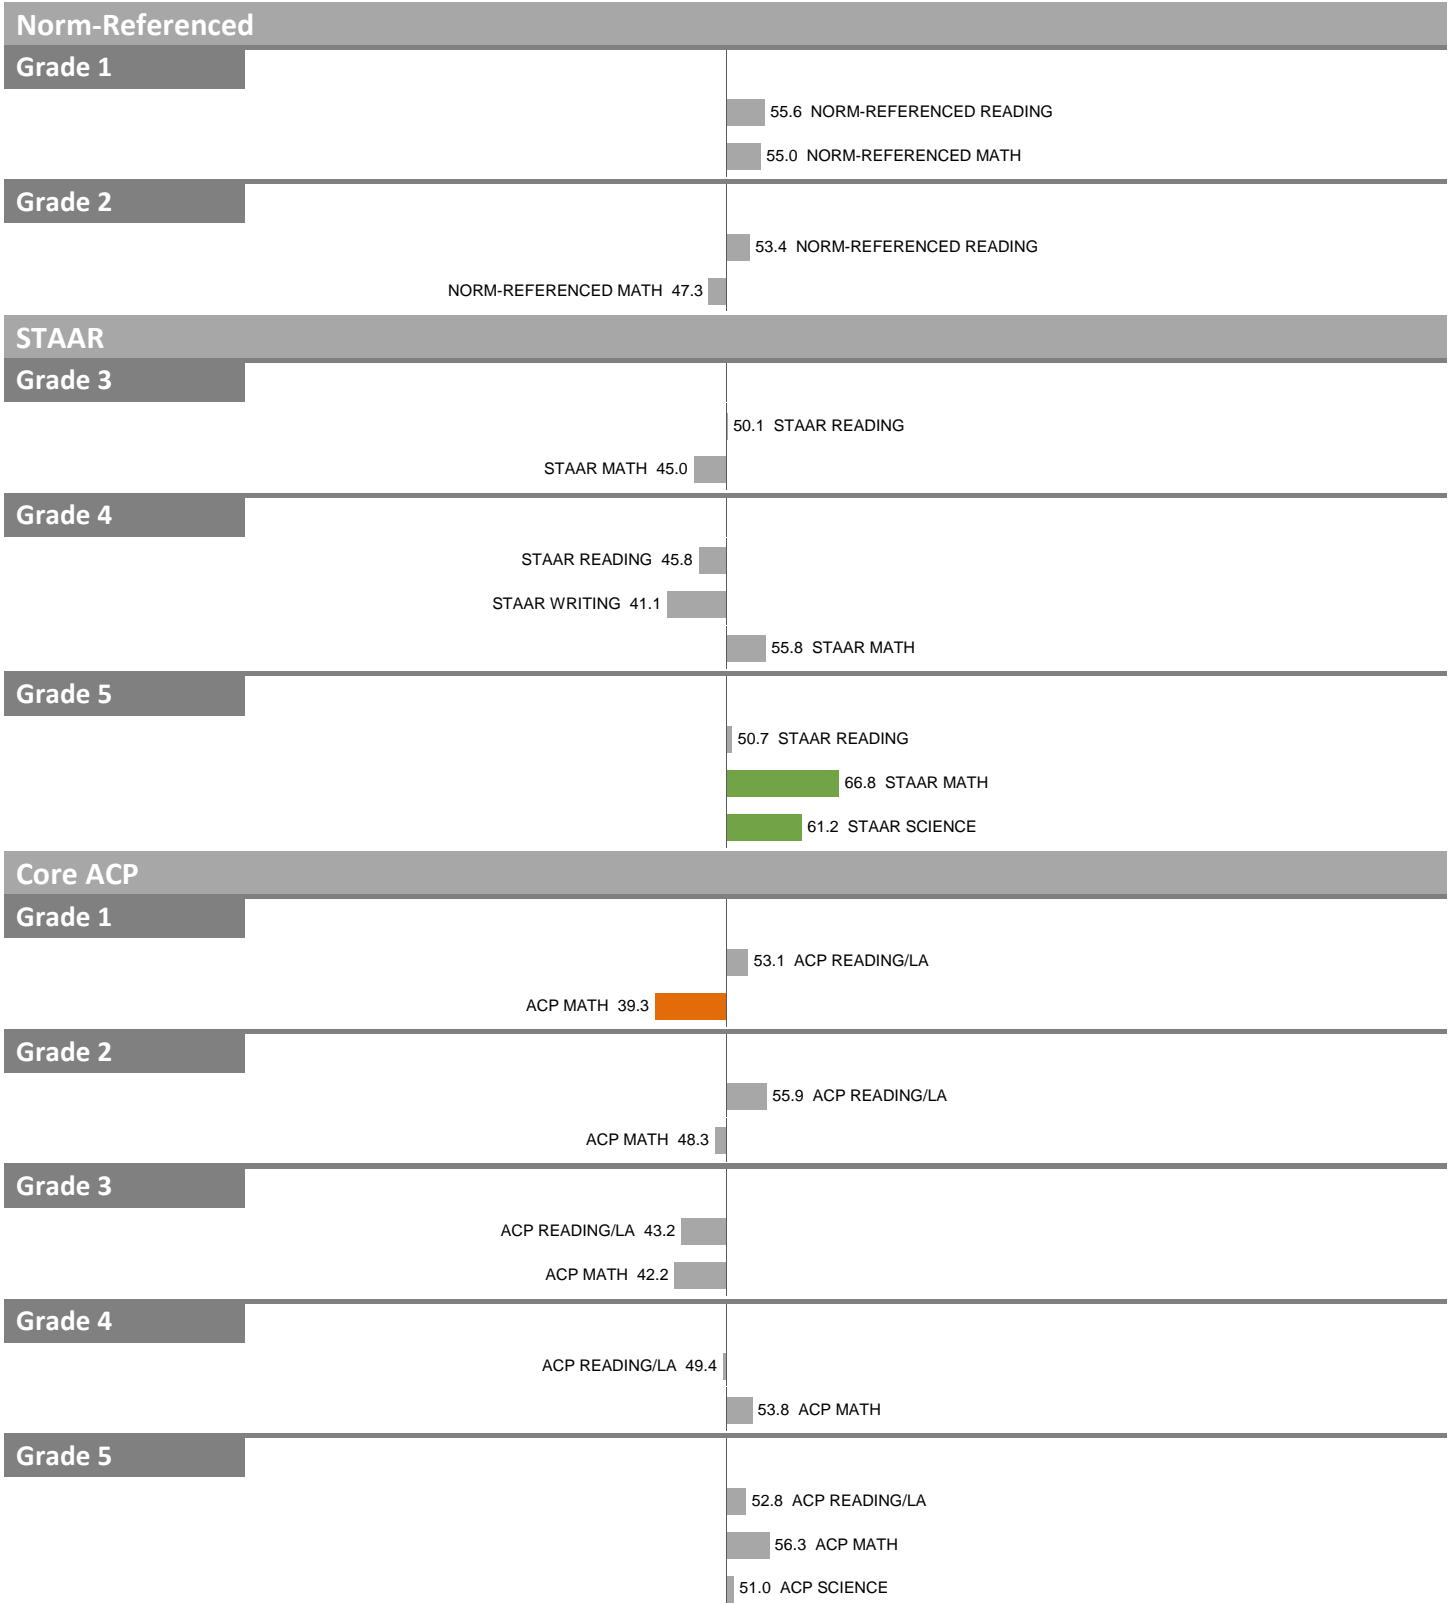 Norm-Referenced
Grade 1
55.6 NORM-REFERENCED READING
55.0 NORM-REFERENCED MATH
Grade 2
53.4 NORM-REFERENCED READING
NORM-REFERENCED MATH 47.3
STAAR
Grade 3
50.1 STAAR READING
STAAR MATH 45.0
Grade 4
STAAR READING 45.8
STAAR WRITING 41.1
55.8 STAAR MATH
Grade 5
50.7 STAAR READING
66.8 STAAR MATH
61.2 STAAR SCIENCE
Core ACP
Grade 1
53.1 ACP READING/LA
ACP MATH 39.3
Grade 2
55.9 ACP READING/LA
ACP MATH 48.3
Grade 3
ACP READING/LA 43.2
ACP MATH 42.2
Grade 4
ACP READING/LA 49.4
53.8 ACP MATH
Grade 5
52.8 ACP READING/LA
56.3 ACP MATH
51.0 ACP SCIENCE